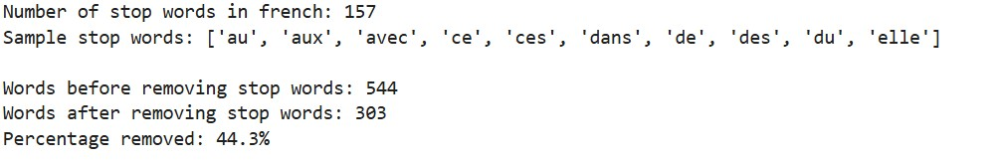 Number of stop words in french: 157
Sample stop words: ['au', 'aux', 'avec', 'ce', 'ces', 'dans', 'de', 'des', 'du', 'elle']
Words before removing stop words: 544
Words after removing stop words: 303
Percentage removed: 44.3%